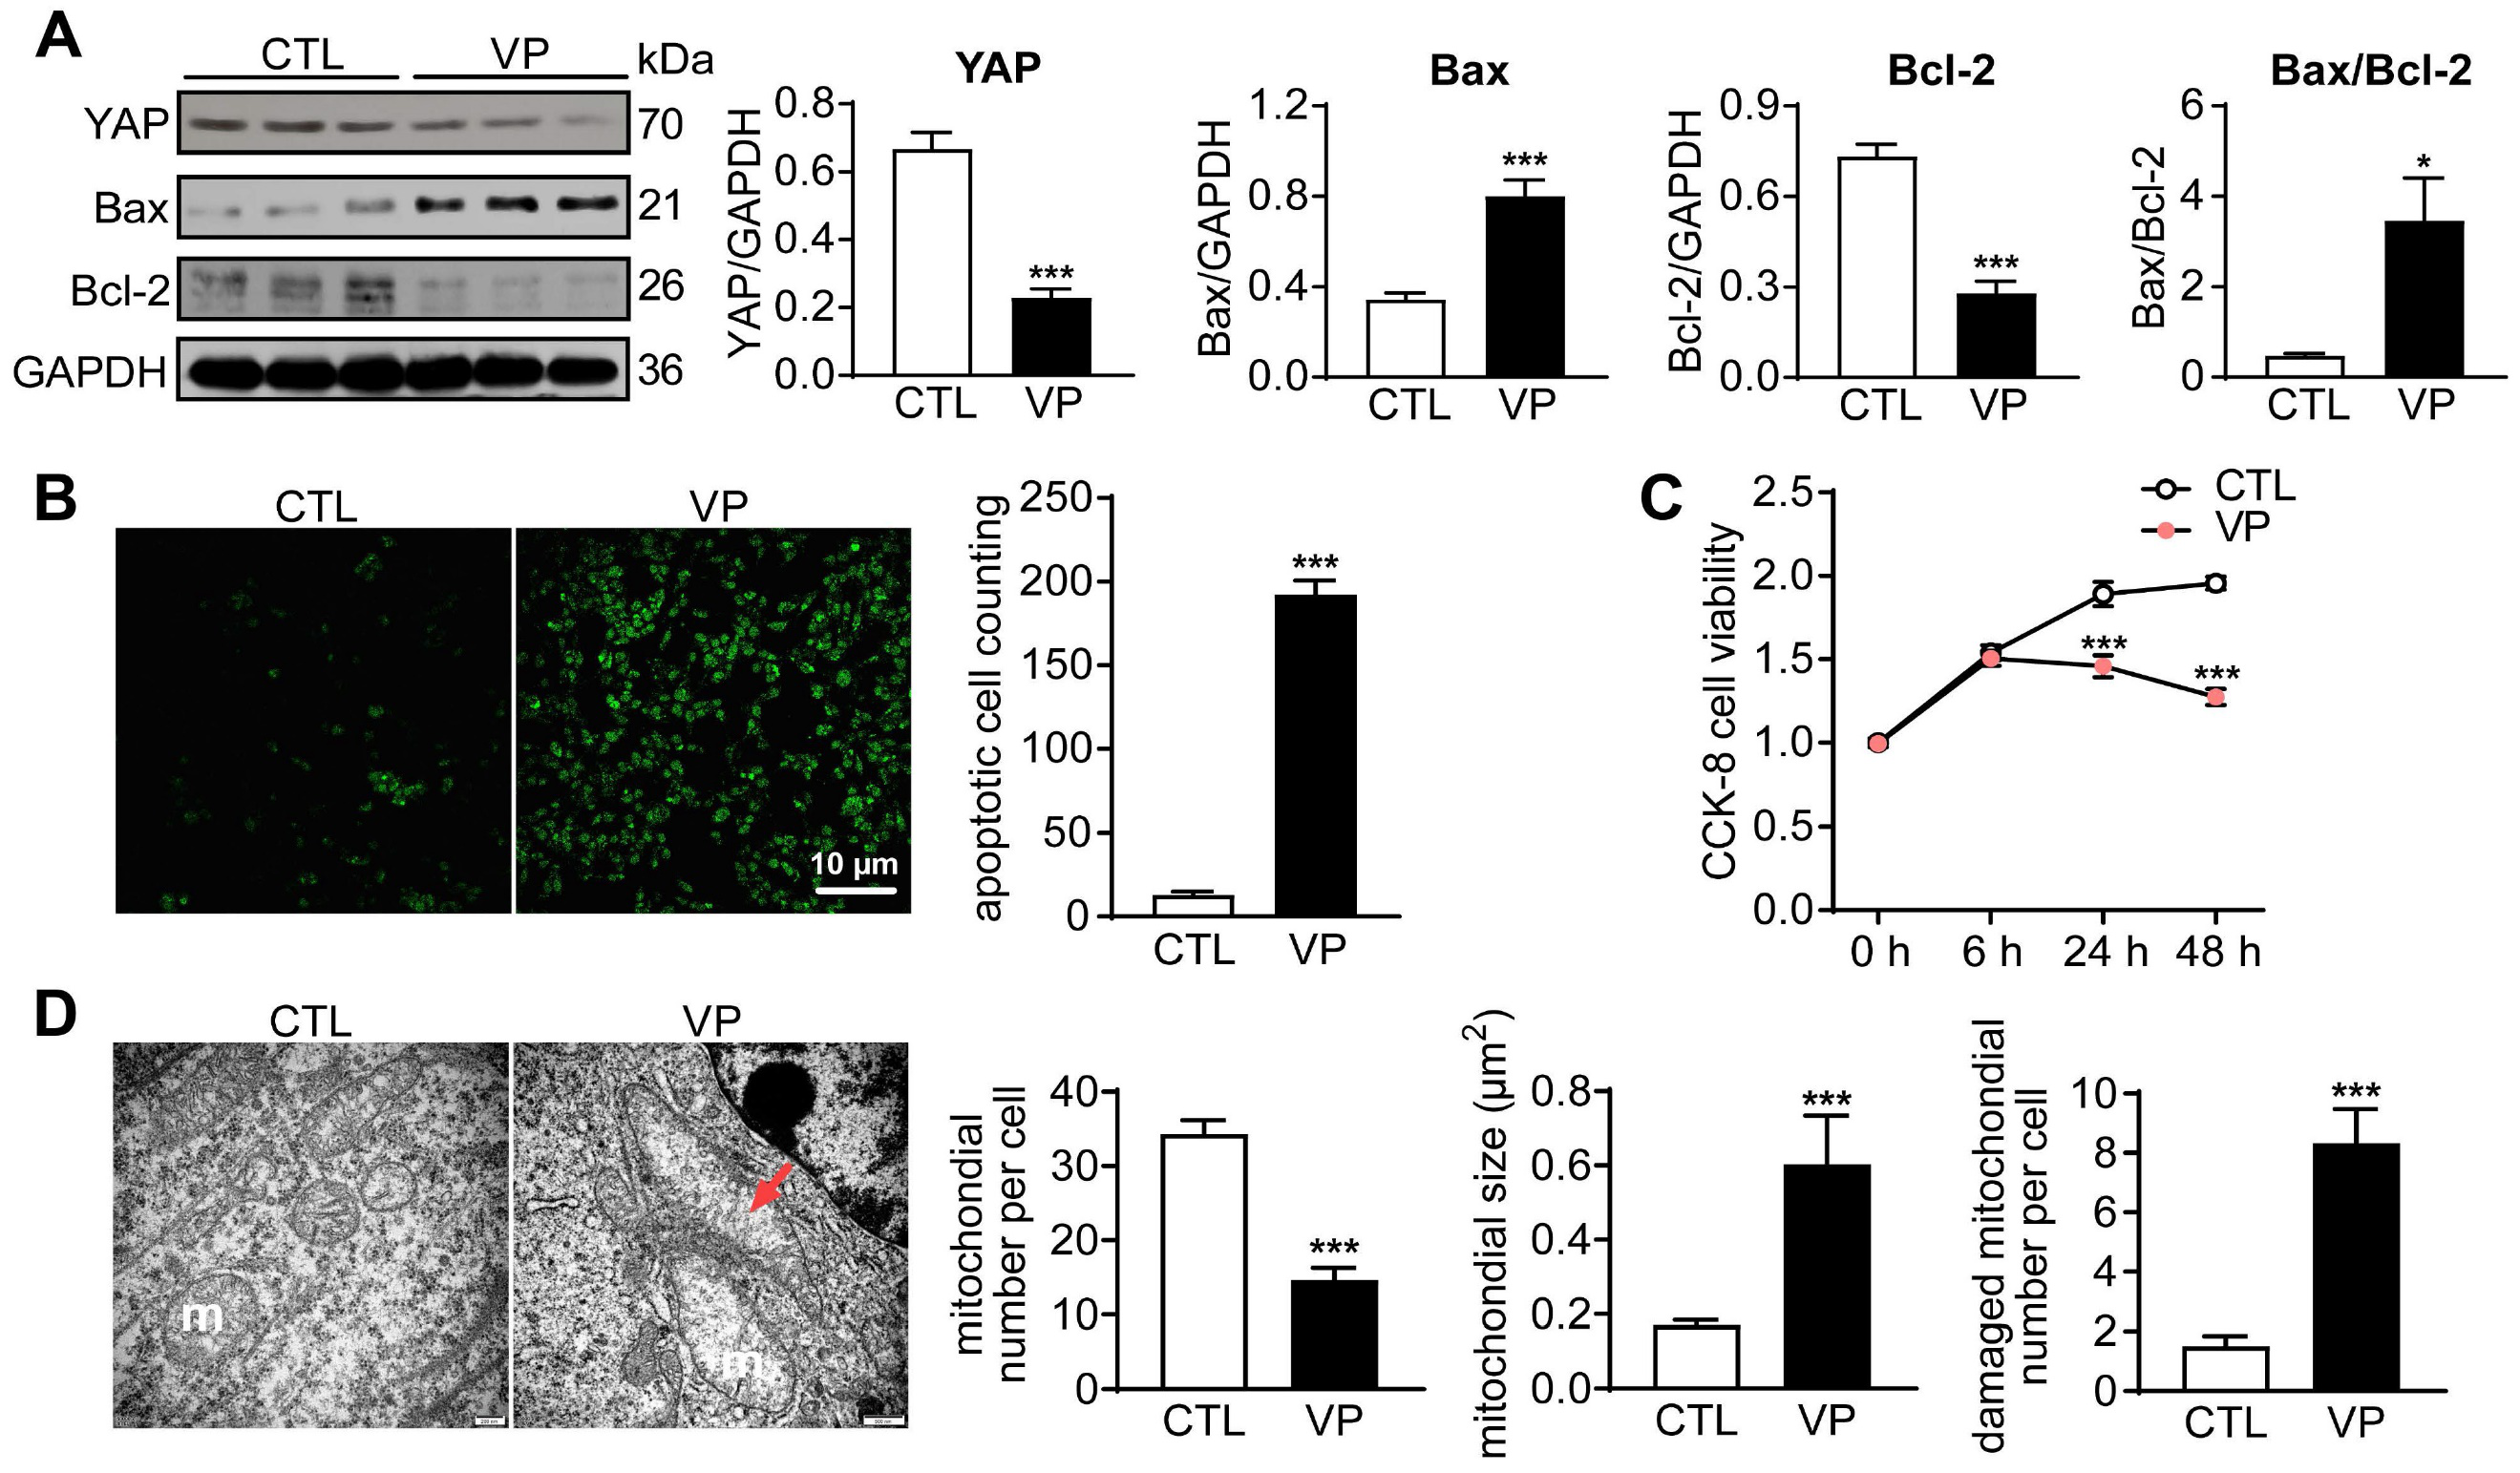 A
CTL VP kDa
YAP 70
Bax 21
Bcl-2 26
GAPDH 36
YAP
YAP/GAPDH
0.8
0.6
0.4
0.2
0.0
***
CTL VP
Bax
Bax/GAPDH
1.2
0.8
0.4
0.0
***
CTL VP
Bcl-2
Bcl-2/GAPDH
0.9
0.6
0.3
0.0
***
CTL VP
Bax/Bcl-2
Bax/Bcl-2
6
4
2
0
*
CTL VP
B
CTL VP
10 µm
apoptotic cell counting
250
200
150
100
50
0
***
CTL VP
C
CTL
VP
CCK-8 cell viability
2.5
2.0
1.5
1.0
0.5
0.0
***
***
0 h 6 h 24 h 48 h
D
CTL VP
m
m
200 nm
500 nm
mitochondial
number per cell
40
30
20
10
0
***
CTL VP
mitochondial size (µm2)
0.8
0.6
0.4
0.2
0.0
***
CTL VP
damaged mitochondial
number per cell
10
8
6
4
2
0
***
CTL VP